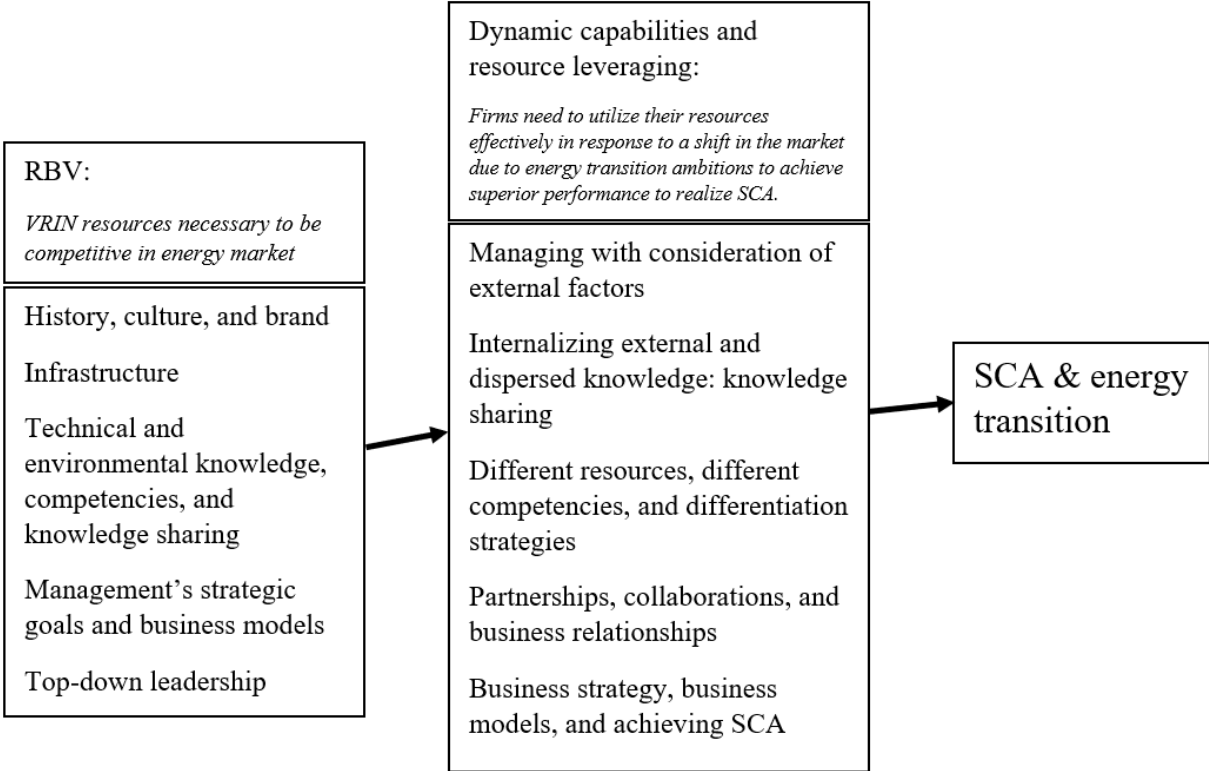 RBV:
VRIN resources necessary to be
competitive in energy market
History, culture, and brand
Infrastructure
Technical and
environmental knowledge,
competencies, and
knowledge sharing
Management’s strategic
goals and business models
Top-down leadership
Dynamic capabilities and
resource leveraging:
Firms need to utilize their resources
effectively in response to a shift in the market
due to energy transition ambitions to achieve
superior performance to realize SCA.
Managing with consideration of
external factors
Internalizing external and
dispersed knowledge: knowledge
sharing
Different resources, different
competencies, and differentiation
strategies
Partnerships, collaborations, and
business relationships
Business strategy, business
models, and achieving SCA
SCA & energy
transition